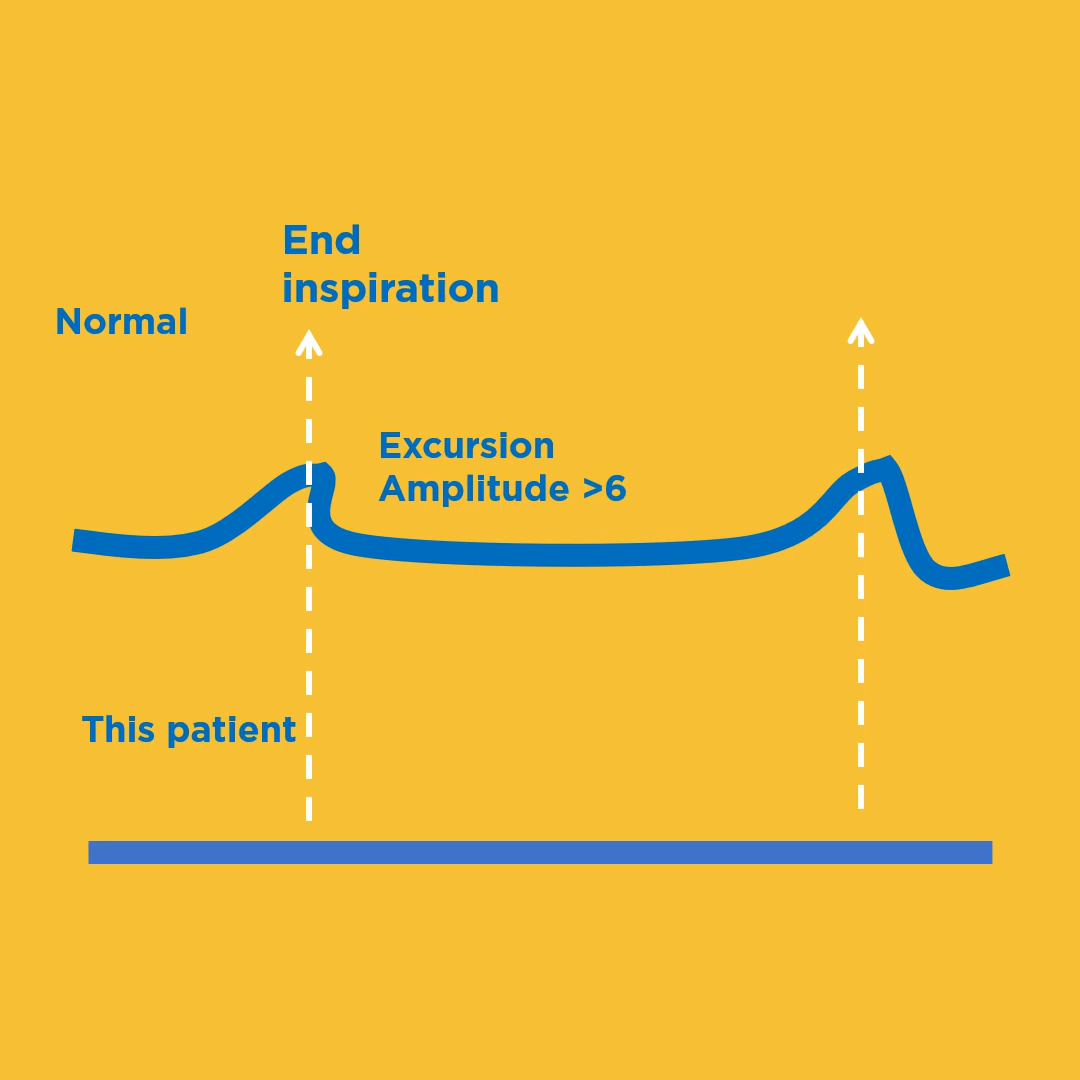 End
inspiration
Normal
Excursion
Amplitude >6
This patient